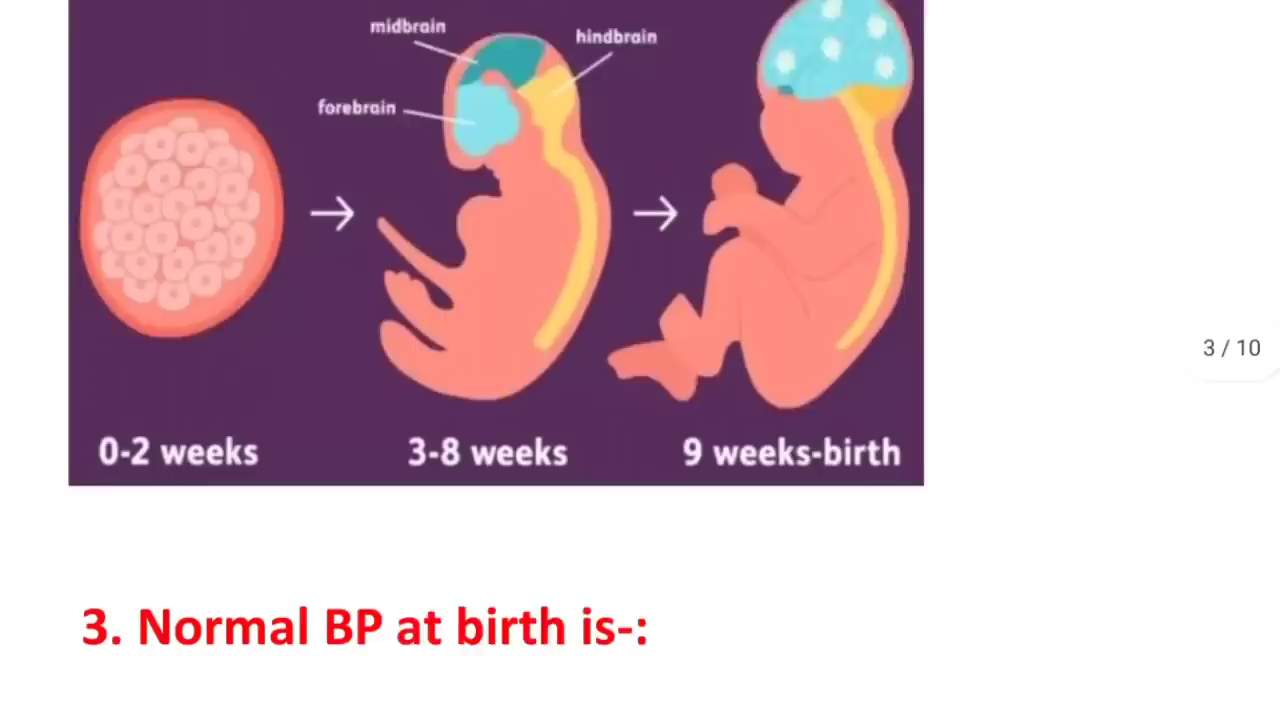 midbrain
hindbrain
forebrain
3 / 10
0-2 weeks
3-8 weeks
9 weeks-birth
3. Normal BP at birth is-: